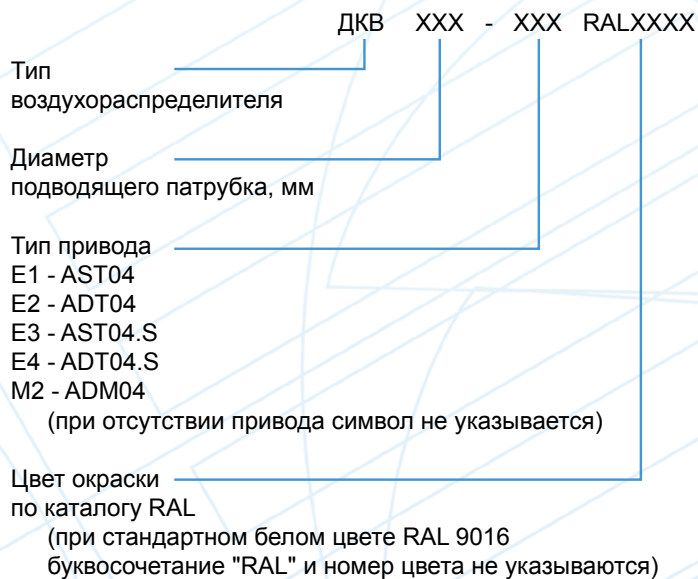 ДКВ XXX - XXX RALXXXX
Тип
воздухораспределителя
Диаметр
подводящего патрубка, мм
Тип привода
E1 - AST04
E2 - ADT04
E3 - AST04.S
E4 - ADT04.S
M2 - ADM04
(при отсутствии привода символ не указывается)
Цвет окраски
по каталогу RAL
(при стандартном белом цвете RAL 9016
буквосочетание "RAL" и номер цвета не указываются)